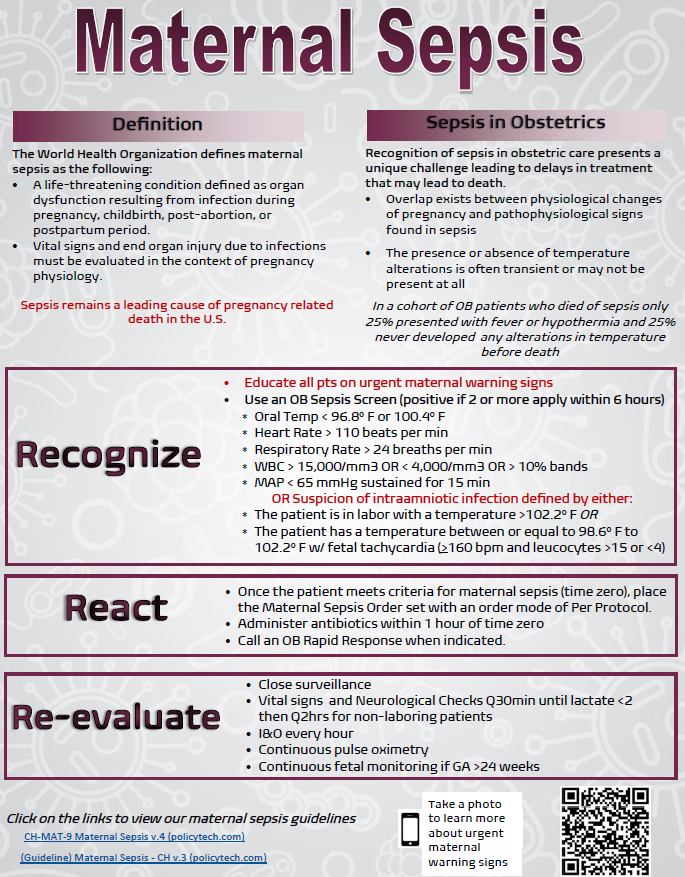 Maternal Sepsis
Definition
The World Health Organization defines maternal
sepsis as the following:
• A life-threatening condition defined as organ
dysfunction resulting from infection during
pregnancy, childbirth, post-abortion, or
postpartum period.
• Vital signs and end organ injury due to infections
must be evaluated in the context of pregnancy
physiology.
Sepsis remains a leading cause of pregnancy related
death in the U.S.
Sepsis in Obstetrics
Recognition of sepsis in obstetric care presents a
unique challenge leading to delays in treatment
that may lead to death.
• Overlap exists between physiological changes
of pregnancy and pathophysiological signs
found in sepsis
• The presence or absence of temperature
alterations is often transient or may not be
present at all
In a cohort of OB patients who died of sepsis only
25% presented with fever or hypothermia and 25%
never developed any alterations in temperature
before death
Recognize
• Educate all pts on urgent maternal warning signs
• Use an OB Sepsis Screen (positive if 2 or more apply within 6 hours)
* Oral Temp < 96.8º F or 100.4º F
* Heart Rate > 110 beats per min
* Respiratory Rate > 24 breaths per min
* WBC > 15,000/mm3 OR < 4,000/mm3 OR > 10% bands
* MAP < 65 mmHg sustained for 15 min
OR Suspicion of intraamniotic infection defined by either:
* The patient is in labor with a temperature >102.2º F OR
* The patient has a temperature between or equal to 98.6º F to
102.2º F w/ fetal tachycardia (≥160 bpm and leucocytes >15 or <4)
React
• Once the patient meets criteria for maternal sepsis (time zero), place
the Maternal Sepsis Order set with an order mode of Per Protocol.
• Administer antibiotics within 1 hour of time zero
• Call an OB Rapid Response when indicated.
Re-evaluate
• Close surveillance
• Vital signs and Neurological Checks Q30min until lactate <2
then Q2hrs for non-laboring patients
• I&O every hour
• Continuous pulse oximetry
• Continuous fetal monitoring if GA >24 weeks
Click on the links to view our maternal sepsis guidelines
CH-MAT-9 Maternal Sepsis v.4 (policytech.com)
(Guideline) Maternal Sepsis - CH v.3 (policytech.com)
Take a photo
to learn more
about urgent
maternal
warning signs